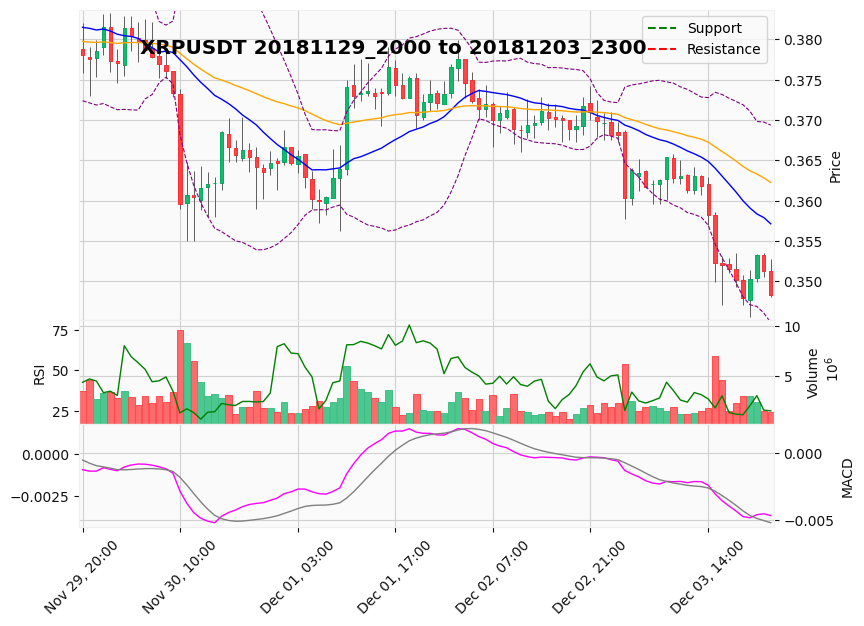 XRPUSDT 20181129_2000 to 20181203_2300
Support
Resistance
0.380
0.375
0.370
0.365
0.360
0.355
0.350
Price
75
50
25
RSI
10
5
Volume
10^6
0.0000
−0.0025
0.000
−0.005
MACD
Nov 29, 20:00
Nov 30, 10:00
Dec 01, 03:00
Dec 01, 17:00
Dec 02, 07:00
Dec 02, 21:00
Dec 03, 14:00